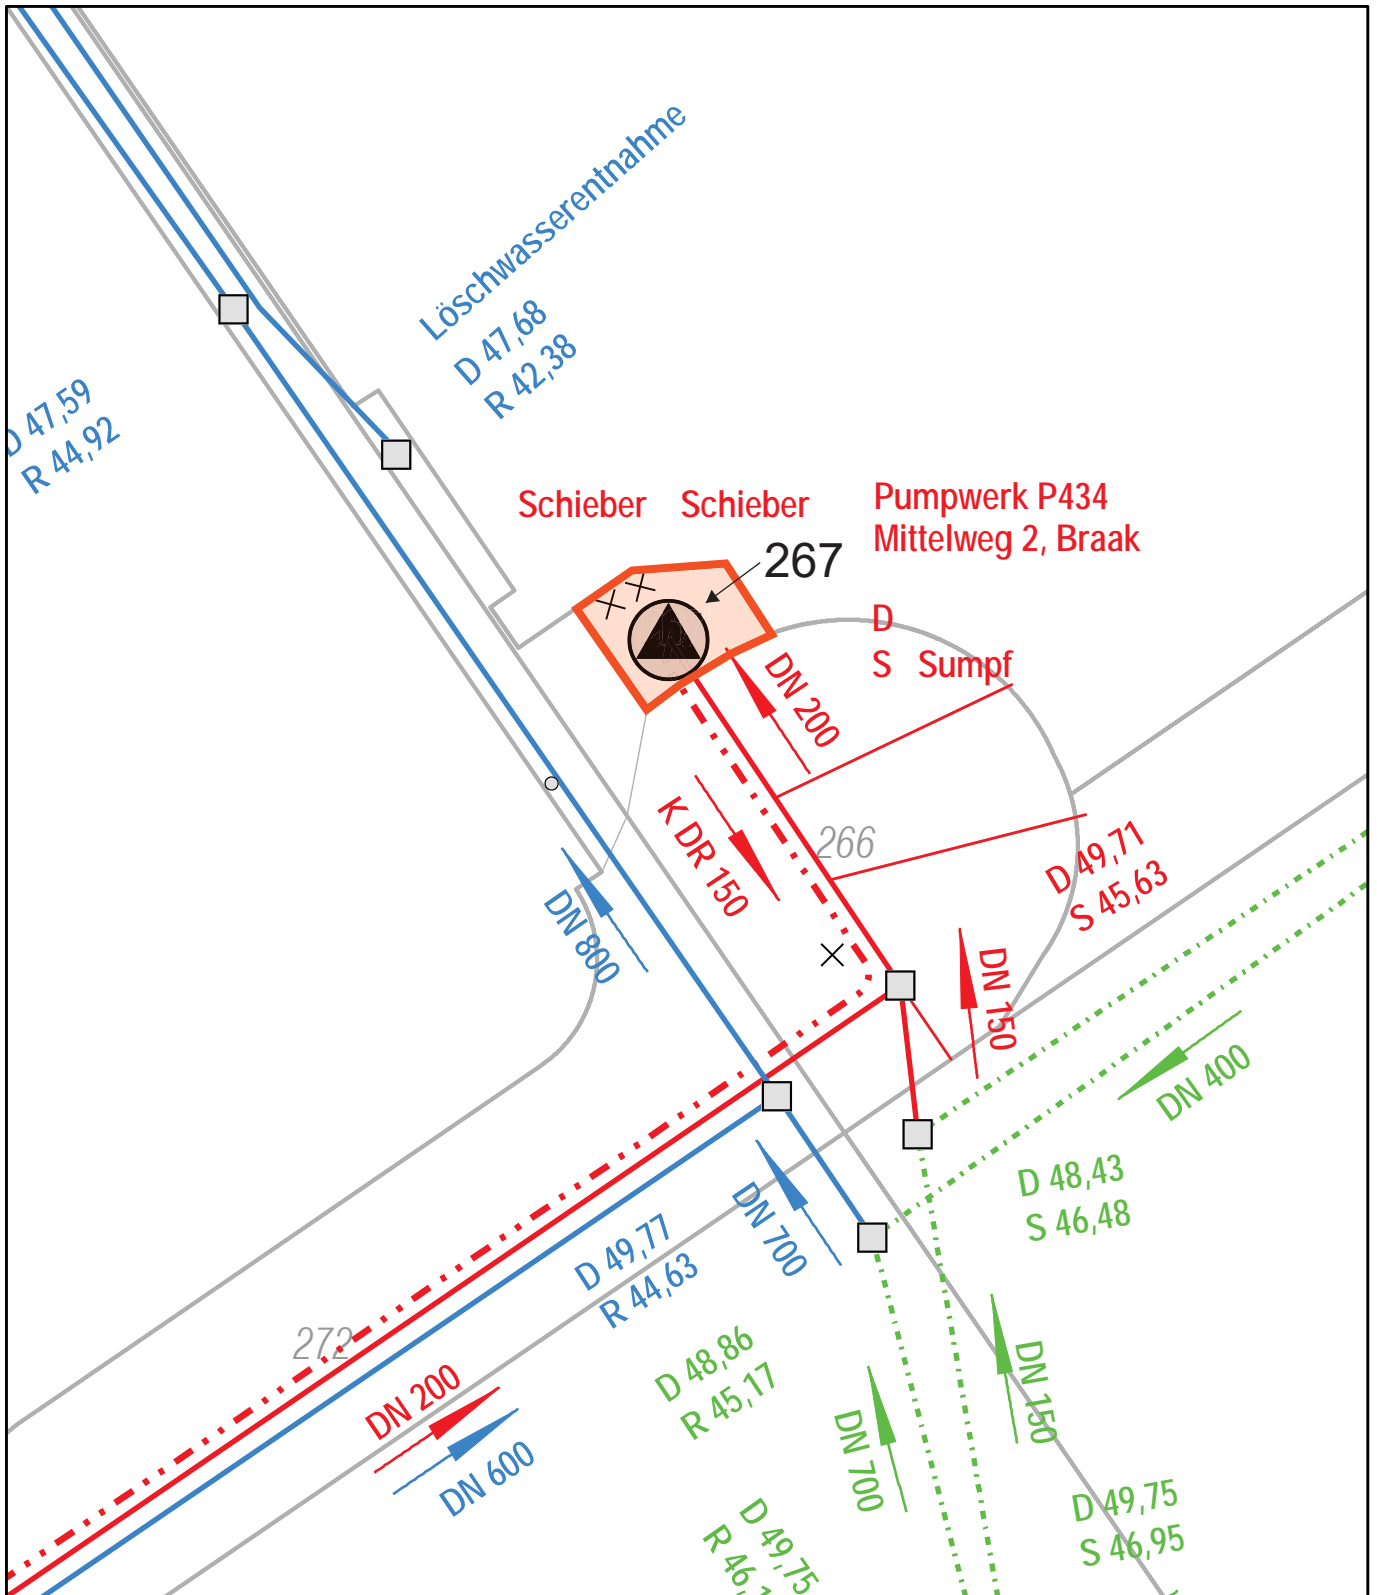 Löschwasserentnahme
D 47,68
R 42,38
D 47,59
R 44,92
Schieber Schieber
Pumpwerk P434
Mittelweg 2, Braak
267
D
S Sumpf
DN 200
K DR 150
266
D 49,71
S 45,63
DN 800
DN 150
DN 400
D 48,43
S 46,48
DN 700
D 49,77
R 44,63
272
DN 200
DN 600
D 48,86
R 45,17
DN 150
DN 700
D 49,75
S 46,95
D 49,75
R 46,1